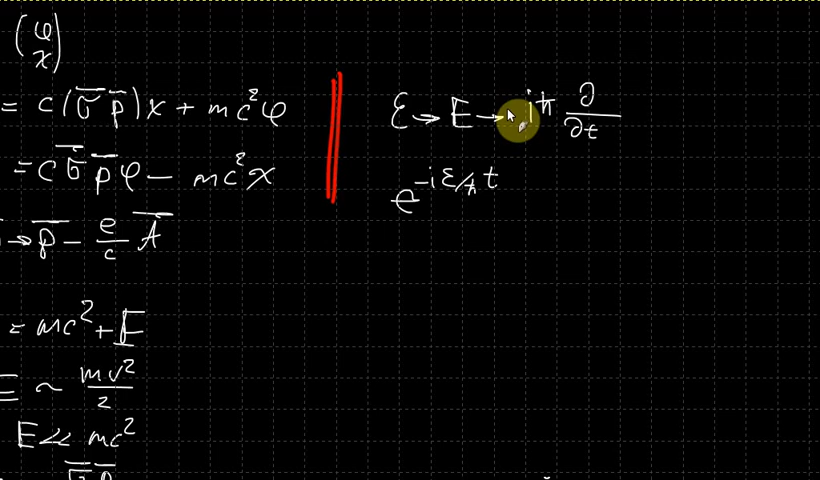 (φ
χ)
= c(σ̄ p̄)χ + mc²φ
= cσ̄ p̄φ − mc²χ
→ p̄ − e/c Ā
= mc² + E
E ~ mv²/2
E ≪ mc²
σ̄ p̄
ℰ → E → iħ ∂/∂t
e^{−iℰ/ħ t}